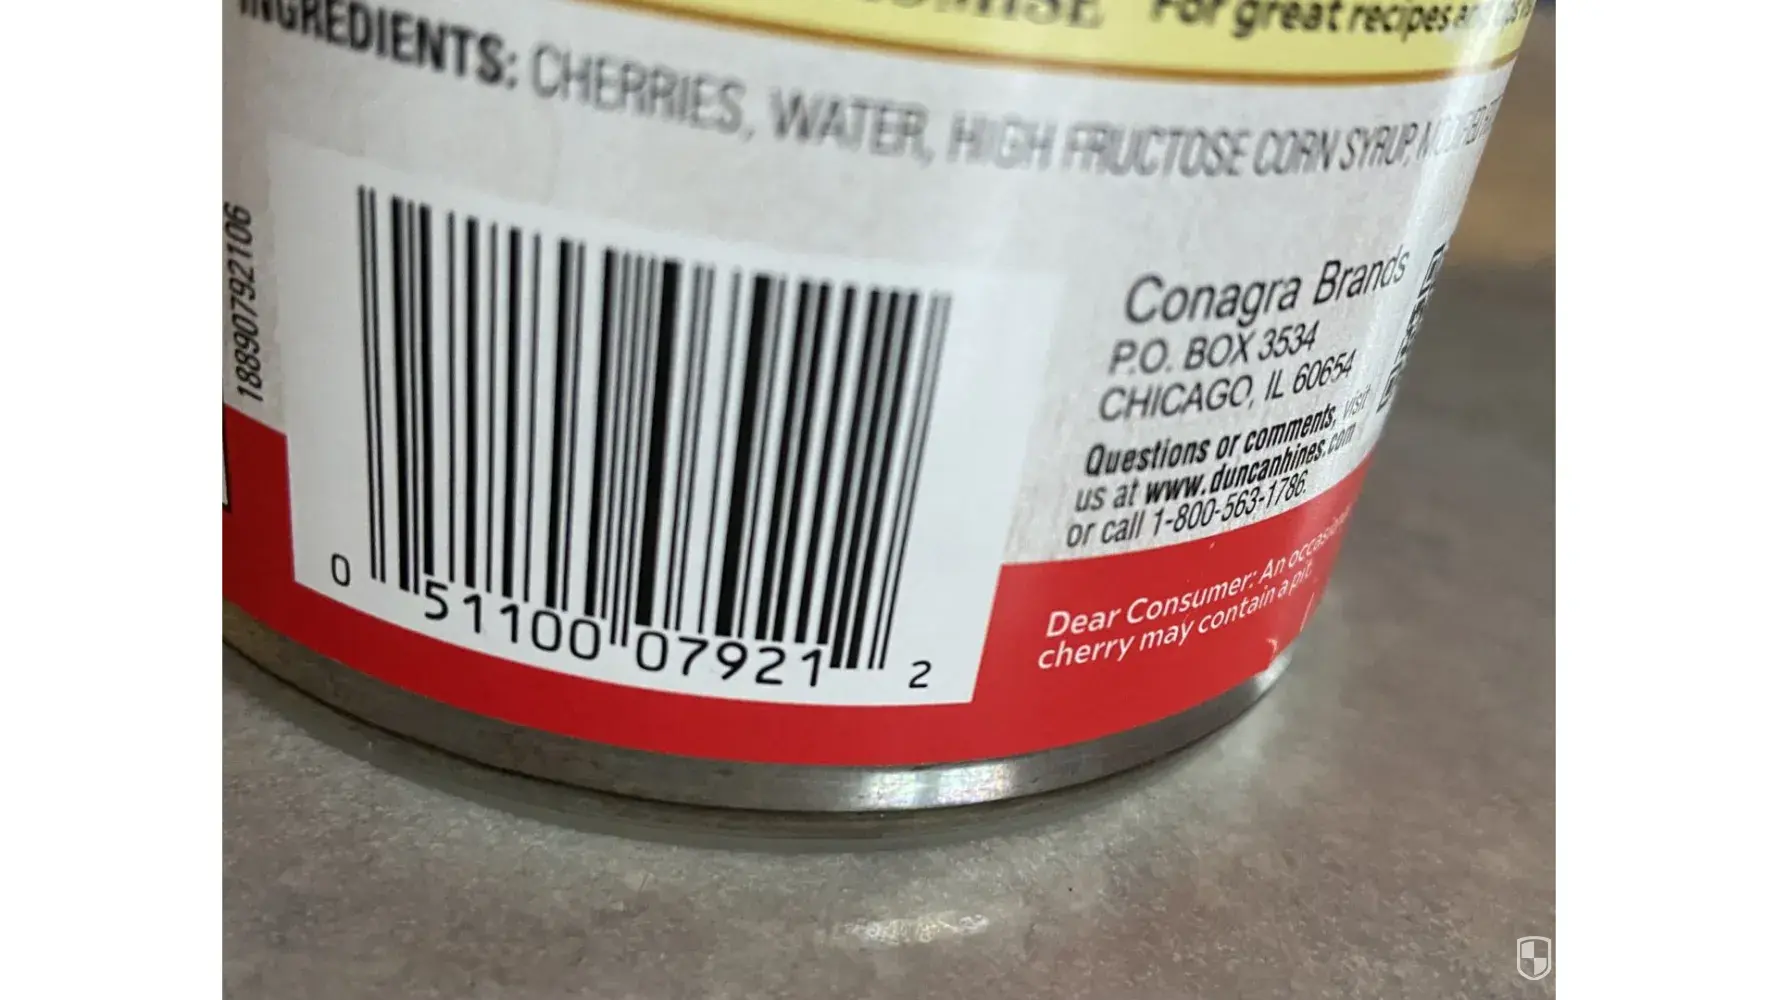 For great recipes
INGREDIENTS: CHERRIES, WATER, HIGH FRUCTOSE CORN SYRUP,
18890792106
0 51100 07921 2
Conagra Brands
P.O. BOX 3534
CHICAGO, IL 60654
Questions or comments, visit
us at www.duncanhines.com
or call 1-800-563-1786.
Dear Consumer: An
cherry may contain a pit.